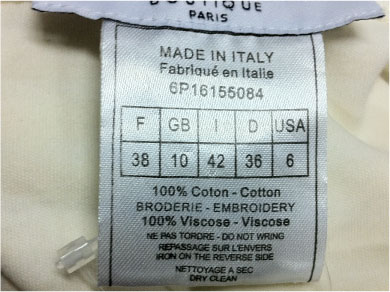 BOUTIQUE
PARIS
MADE IN ITALY
Fabriqué en Italie
6P16155084
F GB I D USA
38 10 42 36 6
100% Coton - Cotton
BRODERIE - EMBROIDERY
100% Viscose - Viscose
NE PAS TORDRE - DO NOT WRING
REPASSAGE SUR L'ENVERS
IRON ON THE REVERSE SIDE
NETTOYAGE A SEC
DRY CLEAN